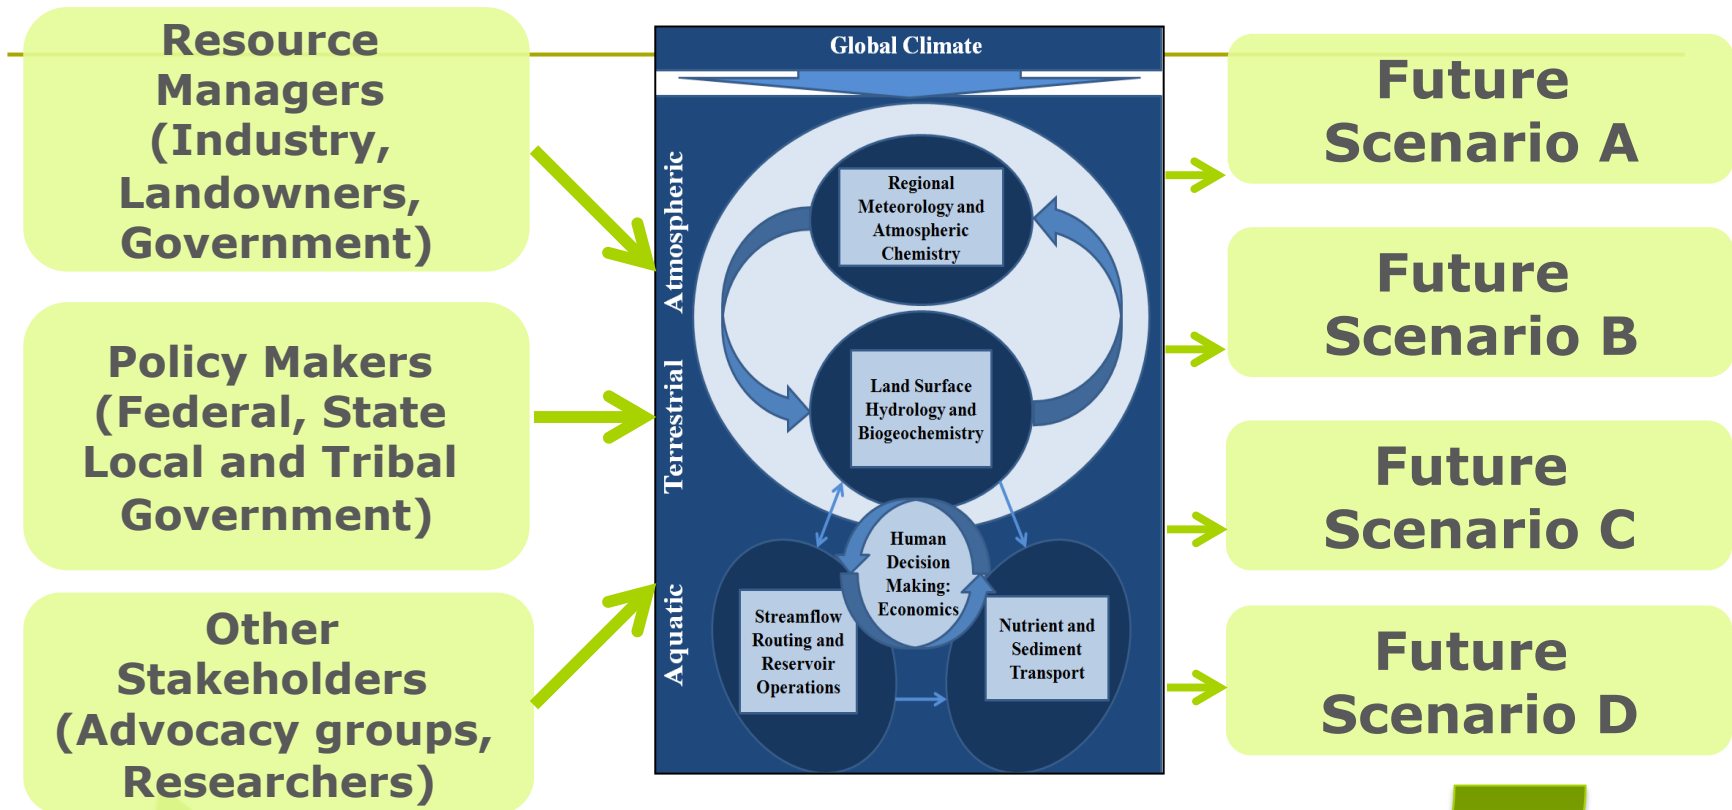 Resource
Managers
(Industry,
Landowners,
Government)
Policy Makers
(Federal, State
Local and Tribal
Government)
Other
Stakeholders
(Advocacy groups,
Researchers)
Global Climate
Atmospheric
Terrestrial
Aquatic
Regional
Meteorology and
Atmospheric
Chemistry
Land Surface
Hydrology and
Biogeochemistry
Human
Decision
Making:
Economics
Streamflow
Routing and
Reservoir
Operations
Nutrient and
Sediment
Transport
Future
Scenario A
Future
Scenario B
Future
Scenario C
Future
Scenario D